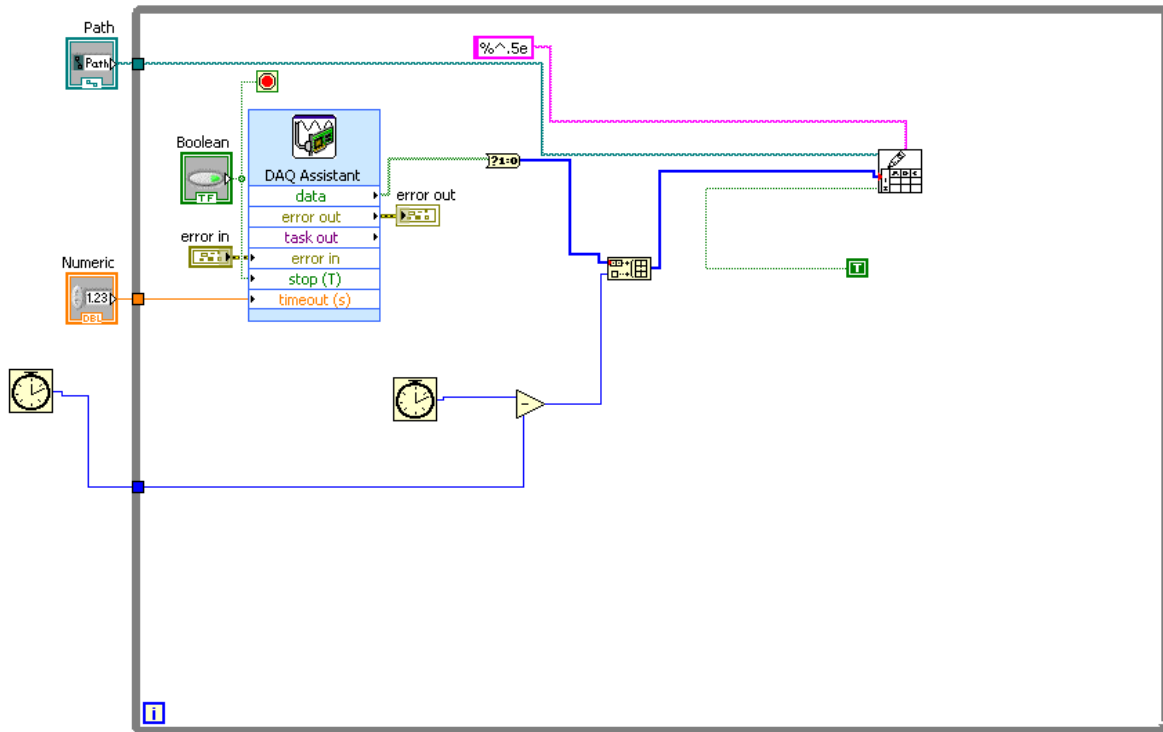 Path
Path
%^.5e
Boolean
TF
DAQ Assistant
data
error out
task out
error in
stop (T)
timeout (s)
error out
error in
?1:0
Numeric
1.23
DBL
T
i